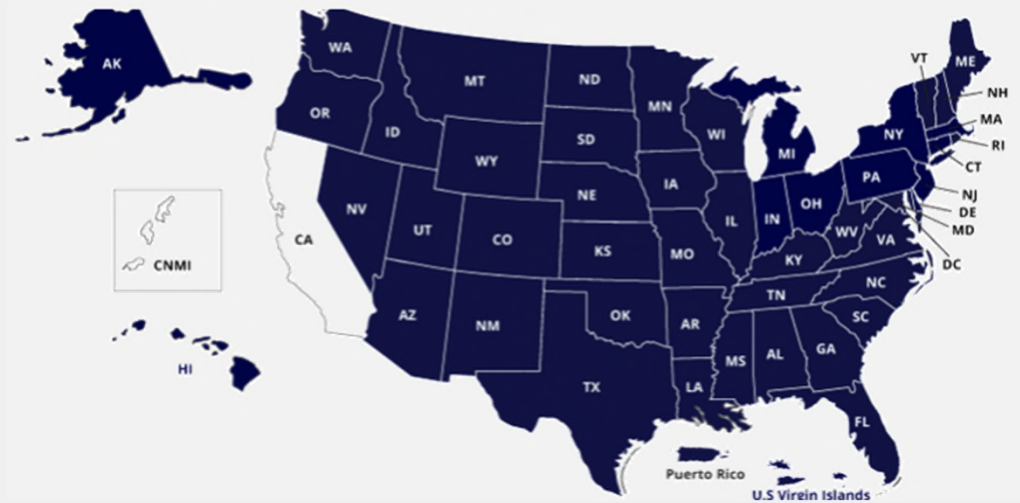 AK
WA
MT
ND
MN
VT
ME
NH
OR
ID
SD
WI
MI
NY
MA
RI
WY
IA
PA
CT
NV
UT
CO
NE
IL
IN
OH
NJ
DE
MD
CA
CNMI
KS
MO
WV
VA
KY
DC
AZ
NM
OK
AR
TN
NC
SC
HI
TX
LA
MS
AL
GA
FL
Puerto Rico
U.S Virgin Islands